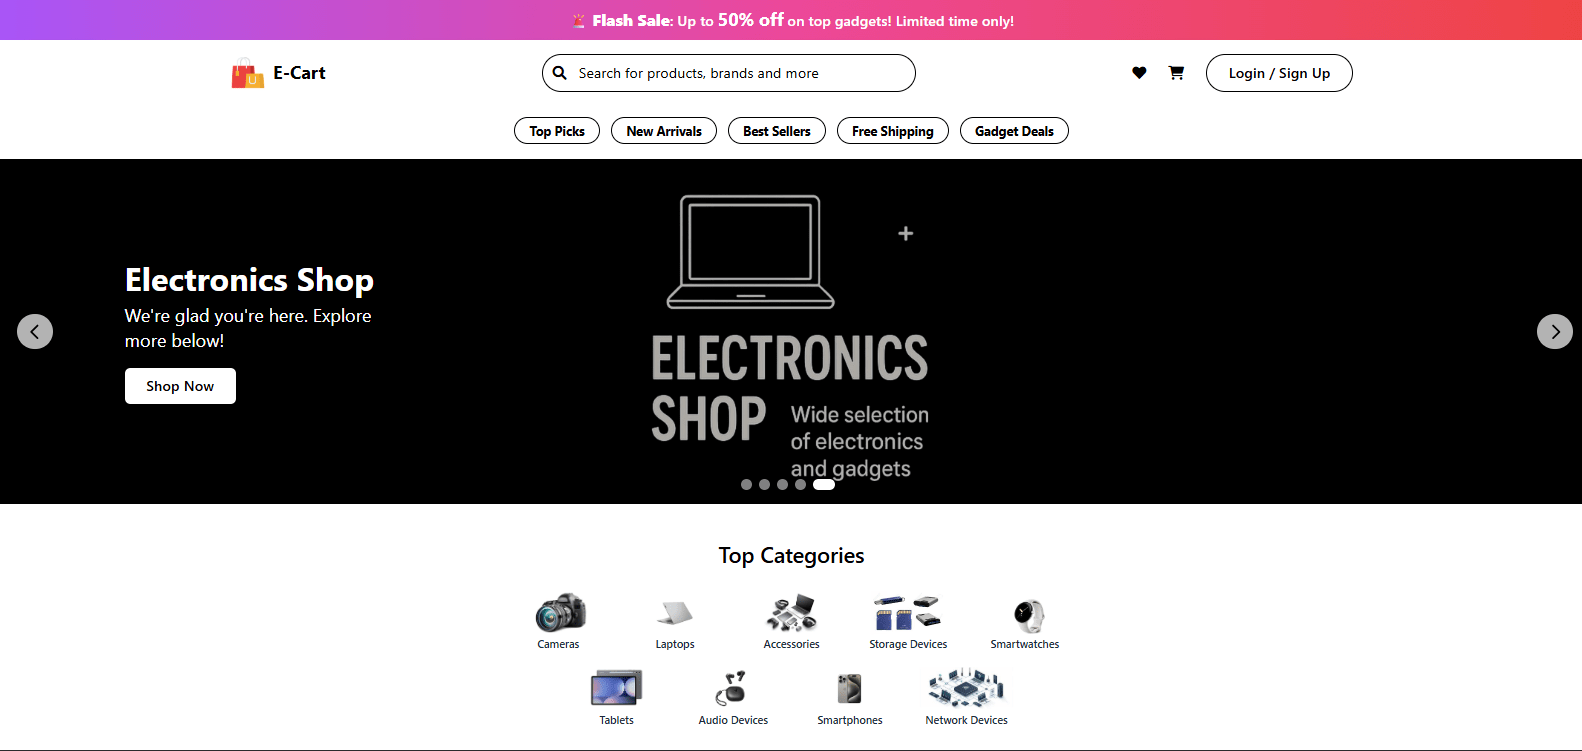 🚨 Flash Sale: Up to 50% off on top gadgets! Limited time only!
E-Cart
Search for products, brands and more
Login / Sign Up
Top Picks
New Arrivals
Best Sellers
Free Shipping
Gadget Deals
Electronics Shop
We're glad you're here. Explore
more below!
Shop Now
ELECTRONICS
SHOP
Wide selection
of electronics
and gadgets
Top Categories
Cameras
Laptops
Accessories
Storage Devices
Smartwatches
Tablets
Audio Devices
Smartphones
Network Devices